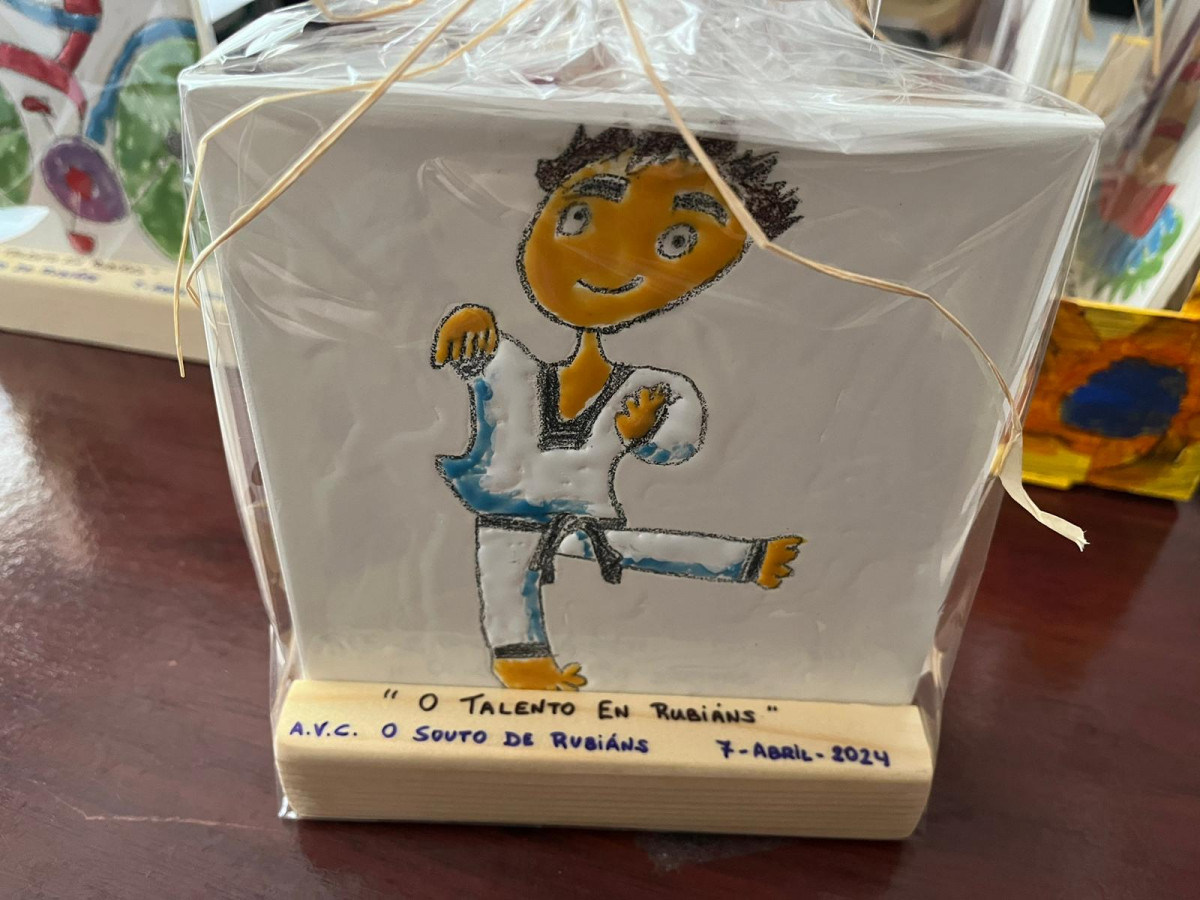 " O TALENTO EN RUBIÁNS "
A.V.C. O SOUTO DE RUBIÁNS 7-ABRIL-2024